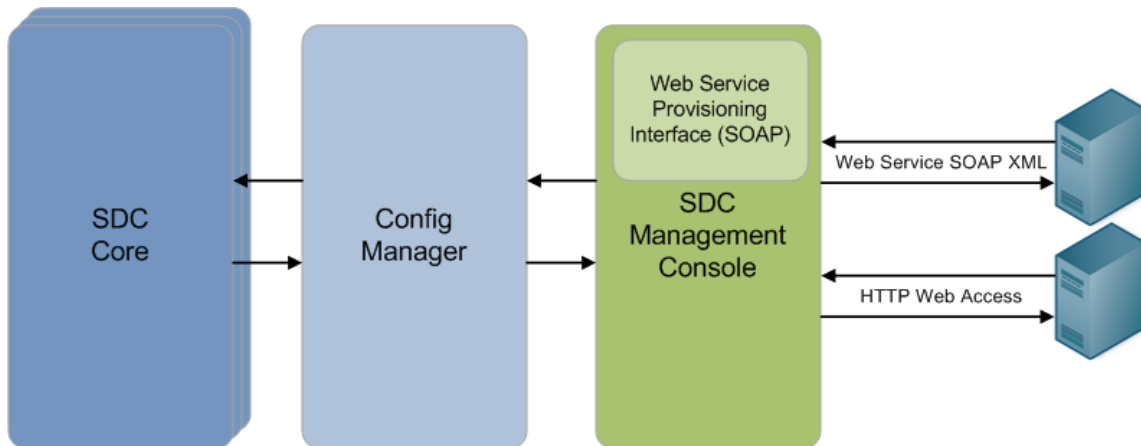 SDC
Core
Config
Manager
Web Service
Provisioning
Interface (SOAP)
SDC
Management
Console
Web Service SOAP XML
HTTP Web Access